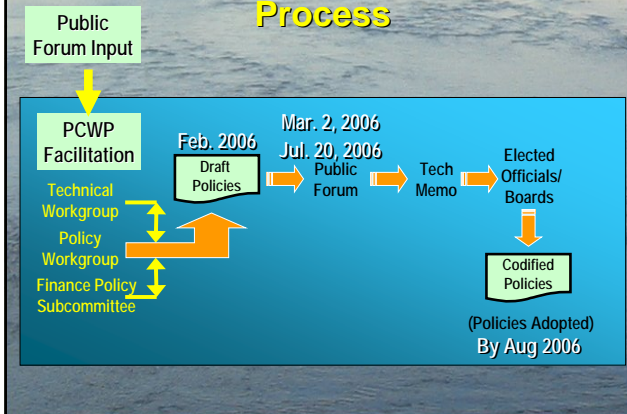 Process
Public
Forum Input
PCWP
Facilitation
Technical
Workgroup
Policy
Workgroup
Finance Policy
Subcommittee
Feb. 2006
Draft
Policies
Mar. 2, 2006
Jul. 20, 2006
Public
Forum
Tech
Memo
Elected
Officials/
Boards
Codified
Policies
(Policies Adopted)
By Aug 2006